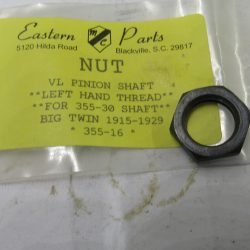 Eastern M C Parts
5120 Hilda Road Blackville, S.C. 29817
NUT
VL PINION SHAFT
**LEFT HAND THREAD**
**FOR 355-30 SHAFT**
BIG TWIN 1915-1929
* 355-16 *